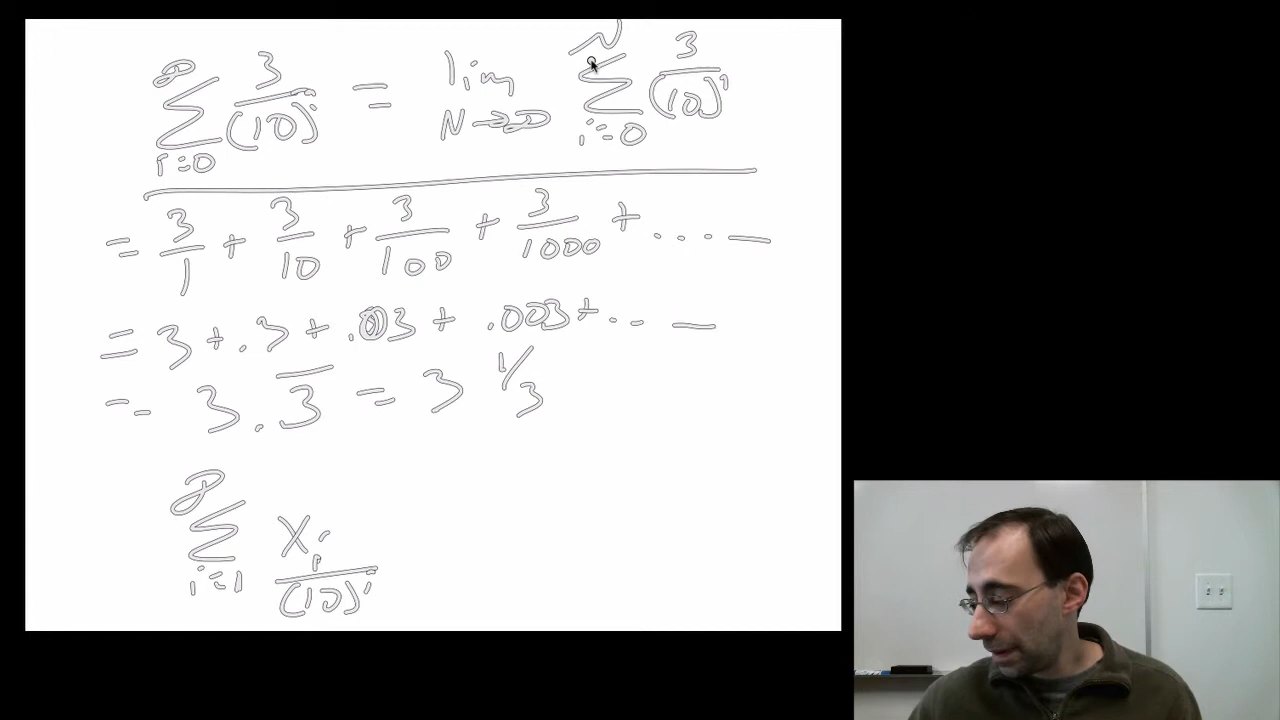 ∞∑i=0 3/(10)^i = lim N→∞ N∑i=0 3/(10)^i
= 3/1 + 3/10 + 3/100 + 3/1000 + ... —
= 3 + .3 + .03 + .003 + ... —
= 3.3̅ = 3 1/3
∞∑i=1 Xᵢ/(10)^i